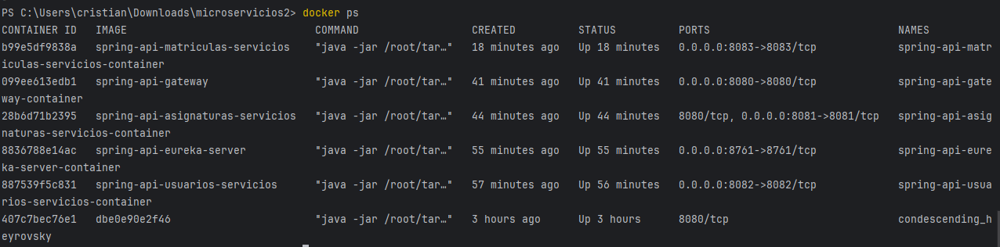 PS C:\Users\cristian\Downloads\microservicios2> docker ps
CONTAINER ID   IMAGE                              COMMAND                  CREATED          STATUS          PORTS                              NAMES
b99e5df9838a   spring-api-matriculas-servicios    "java -jar /root/tar…"   18 minutes ago   Up 18 minutes   0.0.0.0:8083->8083/tcp             spring-api-matr
iculas-servicios-container
099ee613edb1   spring-api-gateway                 "java -jar /root/tar…"   41 minutes ago   Up 41 minutes   0.0.0.0:8080->8080/tcp             spring-api-gate
way-container
28b6d71b2395   spring-api-asignaturas-servicios   "java -jar /root/tar…"   44 minutes ago   Up 44 minutes   8080/tcp, 0.0.0.0:8081->8081/tcp   spring-api-asig
naturas-servicios-container
8836788e14ac   spring-api-eureka-server           "java -jar /root/tar…"   55 minutes ago   Up 55 minutes   0.0.0.0:8761->8761/tcp             spring-api-eure
ka-server-container
887539f5c831   spring-api-usuarios-servicios      "java -jar /root/tar…"   57 minutes ago   Up 56 minutes   0.0.0.0:8082->8082/tcp             spring-api-usua
rios-servicios-container
407c7bec76e1   dbe0e90e2f46                       "java -jar /root/tar…"   3 hours ago      Up 3 hours      8080/tcp                           condescending_h
eyrovsky